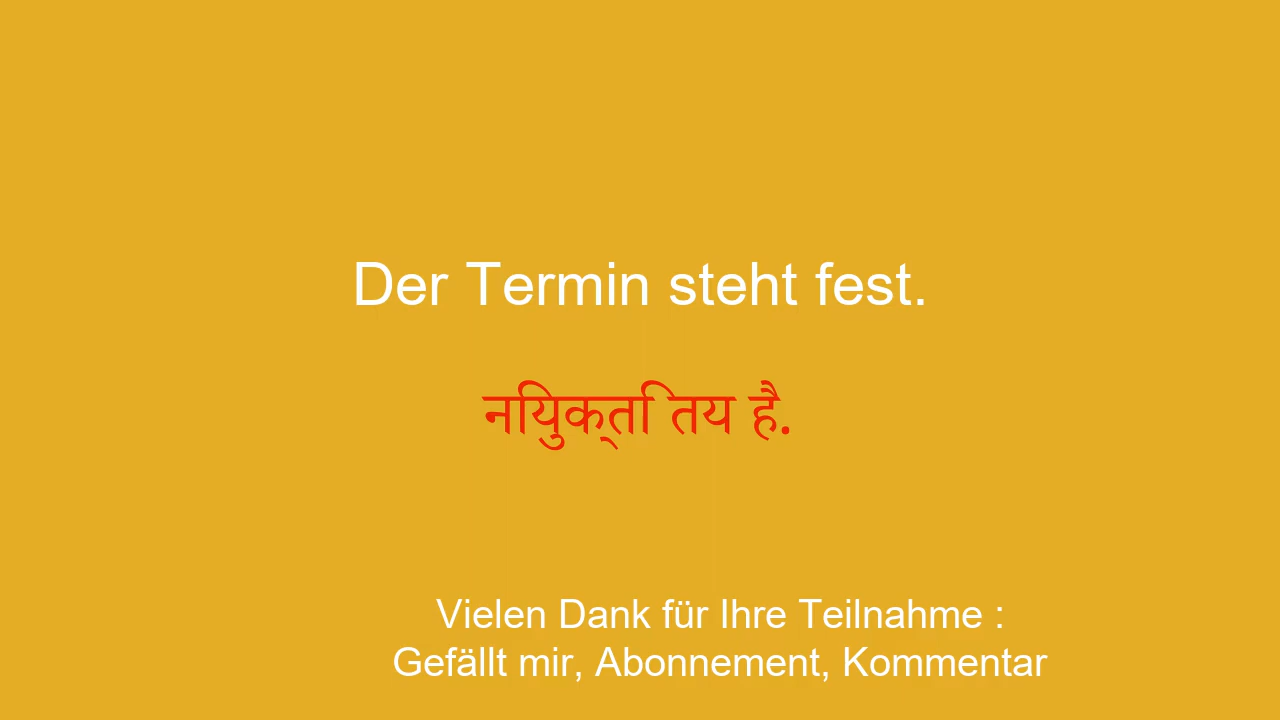 Der Termin steht fest.
नियुक्ति तय है.
Vielen Dank für Ihre Teilnahme :
Gefällt mir, Abonnement, Kommentar